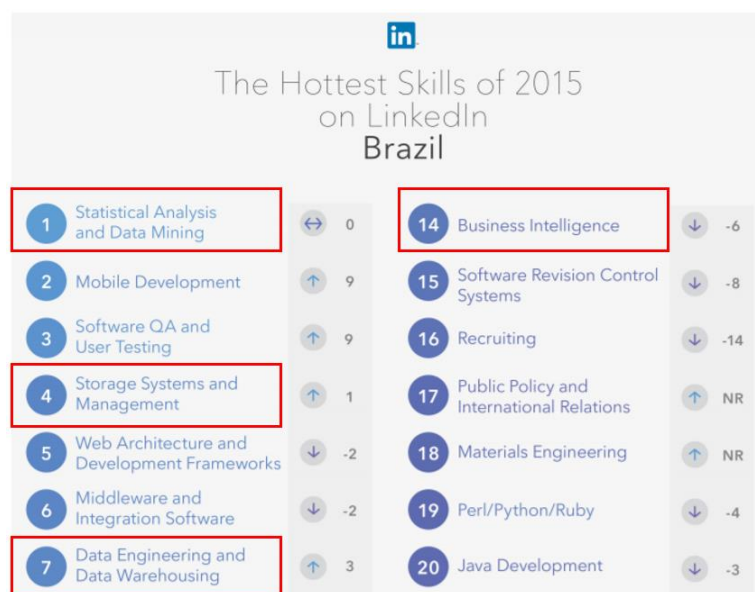 in
The Hottest Skills of 2015
on LinkedIn
Brazil
1 Statistical Analysis
and Data Mining 0
2 Mobile Development 9
3 Software QA and
User Testing 9
4 Storage Systems and
Management 1
5 Web Architecture and
Development Frameworks -2
6 Middleware and
Integration Software -2
7 Data Engineering and
Data Warehousing 3
14 Business Intelligence -6
15 Software Revision Control
Systems -8
16 Recruiting -14
17 Public Policy and
International Relations NR
18 Materials Engineering NR
19 Perl/Python/Ruby -4
20 Java Development -3